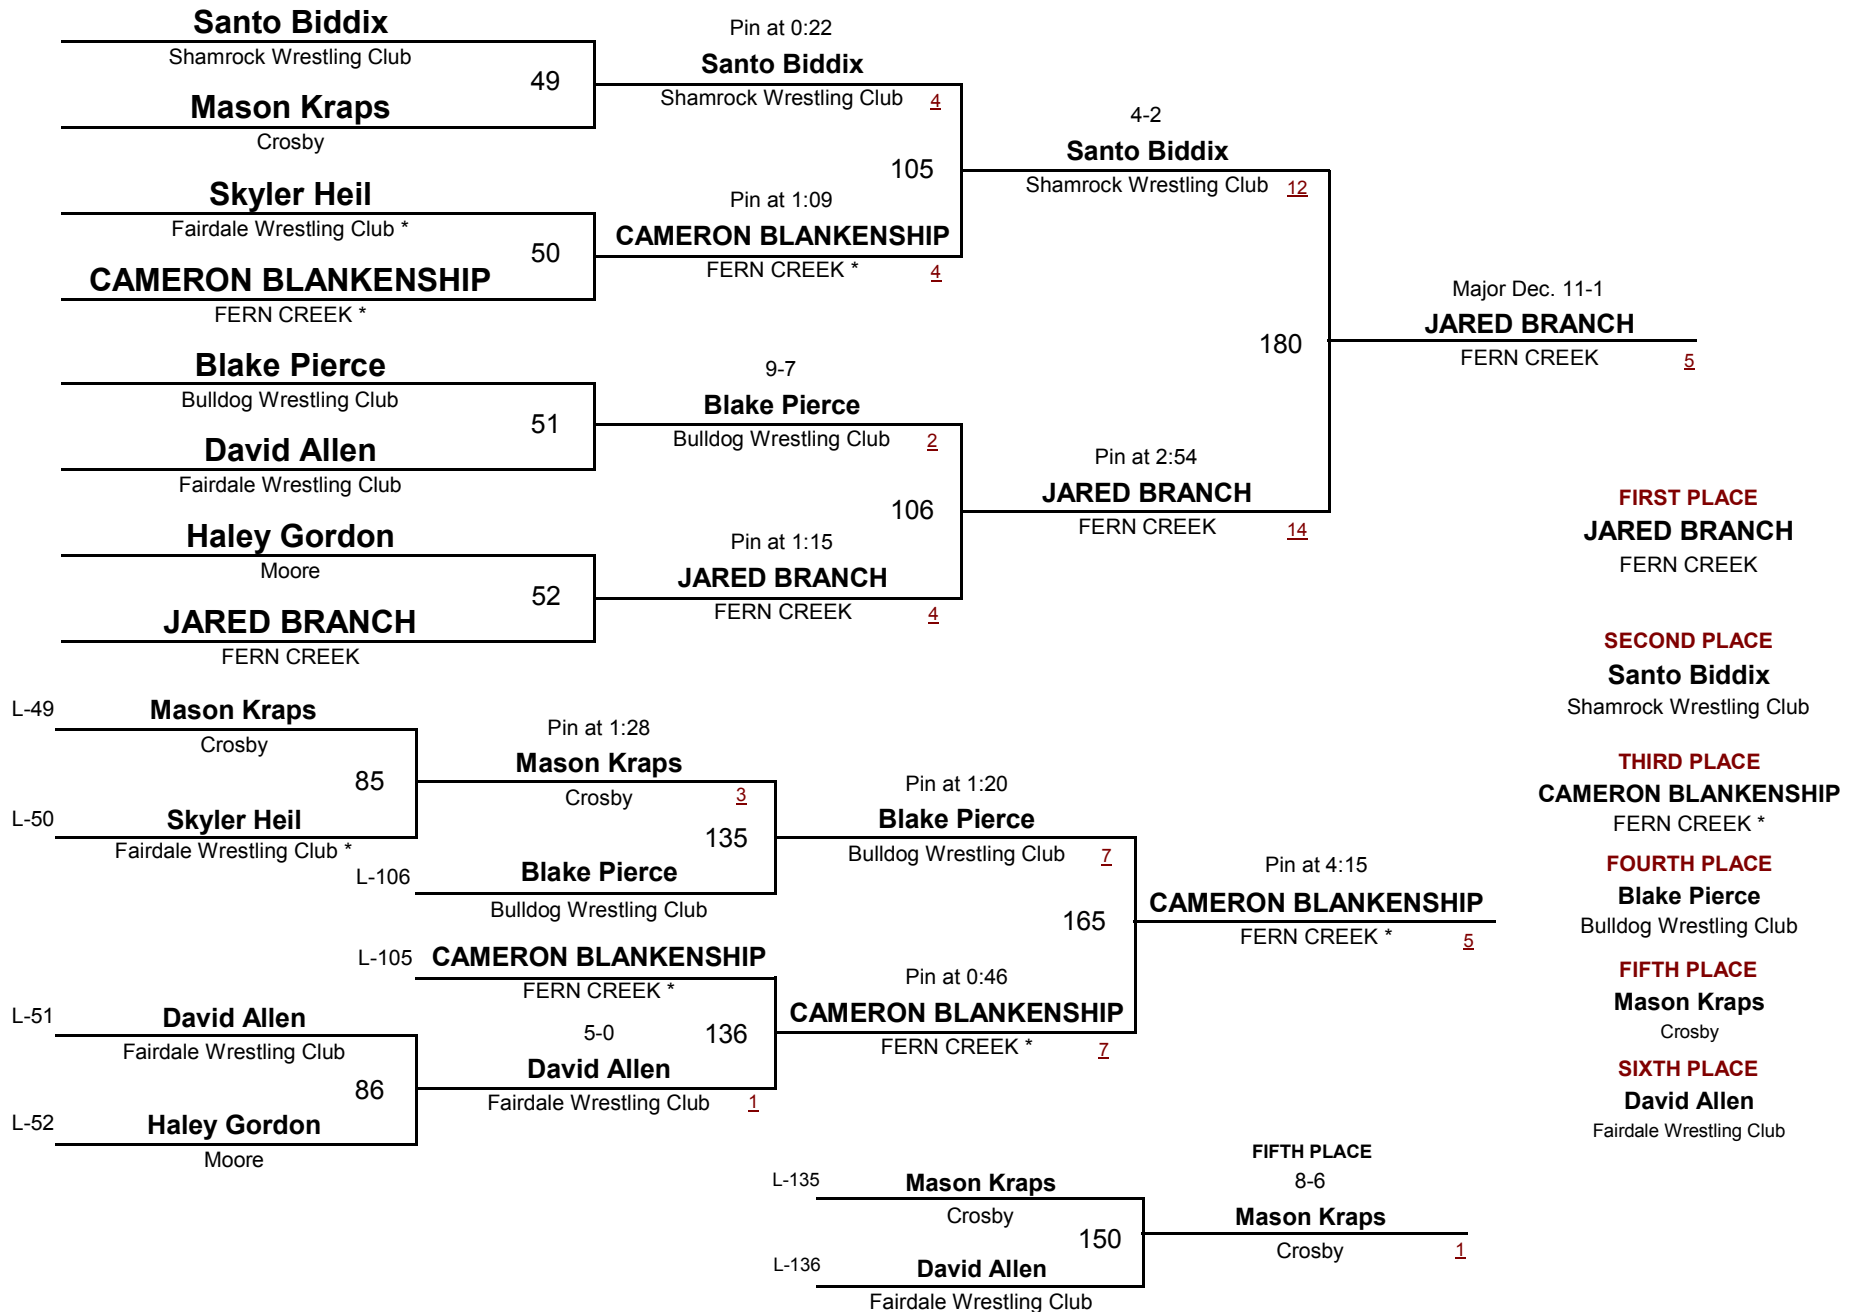 Santo Biddix
Shamrock Wrestling Club
49
Mason Kraps
Crosby
Pin at 0:22
Santo Biddix
Shamrock Wrestling Club 4
105
Skyler Heil
Fairdale Wrestling Club *
50
CAMERON BLANKENSHIP
FERN CREEK *
Pin at 1:09
CAMERON BLANKENSHIP
FERN CREEK * 4
4-2
Santo Biddix
Shamrock Wrestling Club 12
180
Blake Pierce
Bulldog Wrestling Club
51
David Allen
Fairdale Wrestling Club
9-7
Blake Pierce
Bulldog Wrestling Club 2
106
Haley Gordon
Moore
52
JARED BRANCH
FERN CREEK
Pin at 1:15
JARED BRANCH
FERN CREEK 4
Pin at 2:54
JARED BRANCH
FERN CREEK 14
Major Dec. 11-1
JARED BRANCH
FERN CREEK 5
FIRST PLACE
JARED BRANCH
FERN CREEK
SECOND PLACE
Santo Biddix
Shamrock Wrestling Club
THIRD PLACE
CAMERON BLANKENSHIP
FERN CREEK *
FOURTH PLACE
Blake Pierce
Bulldog Wrestling Club
FIFTH PLACE
Mason Kraps
Crosby
SIXTH PLACE
David Allen
Fairdale Wrestling Club
L-49 Mason Kraps
Crosby
85
L-50 Skyler Heil
Fairdale Wrestling Club *
Pin at 1:28
Mason Kraps
Crosby 3
135
L-106 Blake Pierce
Bulldog Wrestling Club
Pin at 1:20
Blake Pierce
Bulldog Wrestling Club 7
165
L-105 CAMERON BLANKENSHIP
FERN CREEK *
136
L-51 David Allen
Fairdale Wrestling Club
86
L-52 Haley Gordon
Moore
5-0
David Allen
Fairdale Wrestling Club 1
Pin at 0:46
CAMERON BLANKENSHIP
FERN CREEK * 7
Pin at 4:15
CAMERON BLANKENSHIP
FERN CREEK * 5
L-135 Mason Kraps
Crosby
150
L-136 David Allen
Fairdale Wrestling Club
FIFTH PLACE
8-6
Mason Kraps
Crosby 1